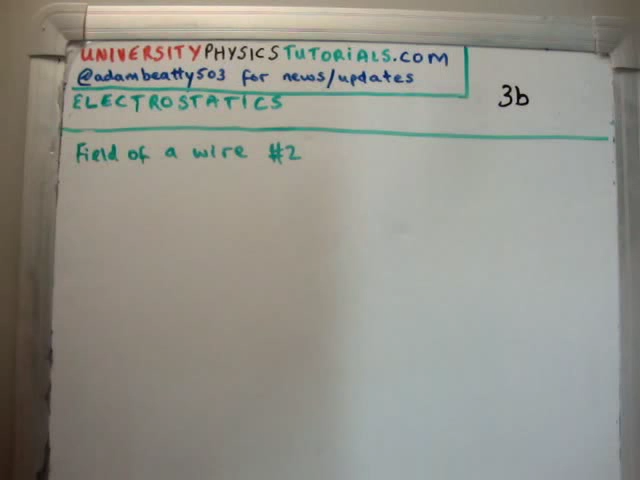 UNIVERSITYPHYSICSTUTORIALS.COM
@adambeatty503 for news/updates
ELECTROSTATICS
3b
Field of a wire #2